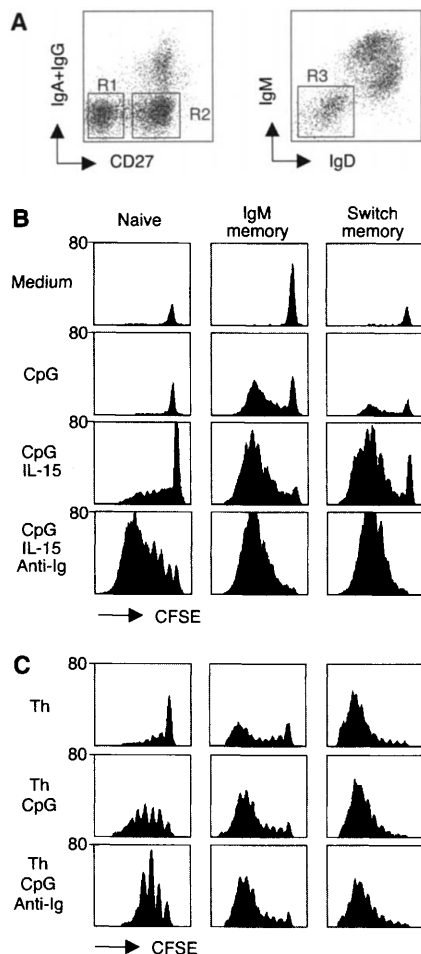 A
IgA+IgG
R1
R2
CD27
IgM
R3
IgD
B
Naive
IgM memory
Switch memory
80
Medium
80
CpG
80
CpG
IL-15
80
CpG
IL-15
Anti-Ig
CFSE
C
80
Th
80
Th
CpG
80
Th
CpG
Anti-Ig
CFSE